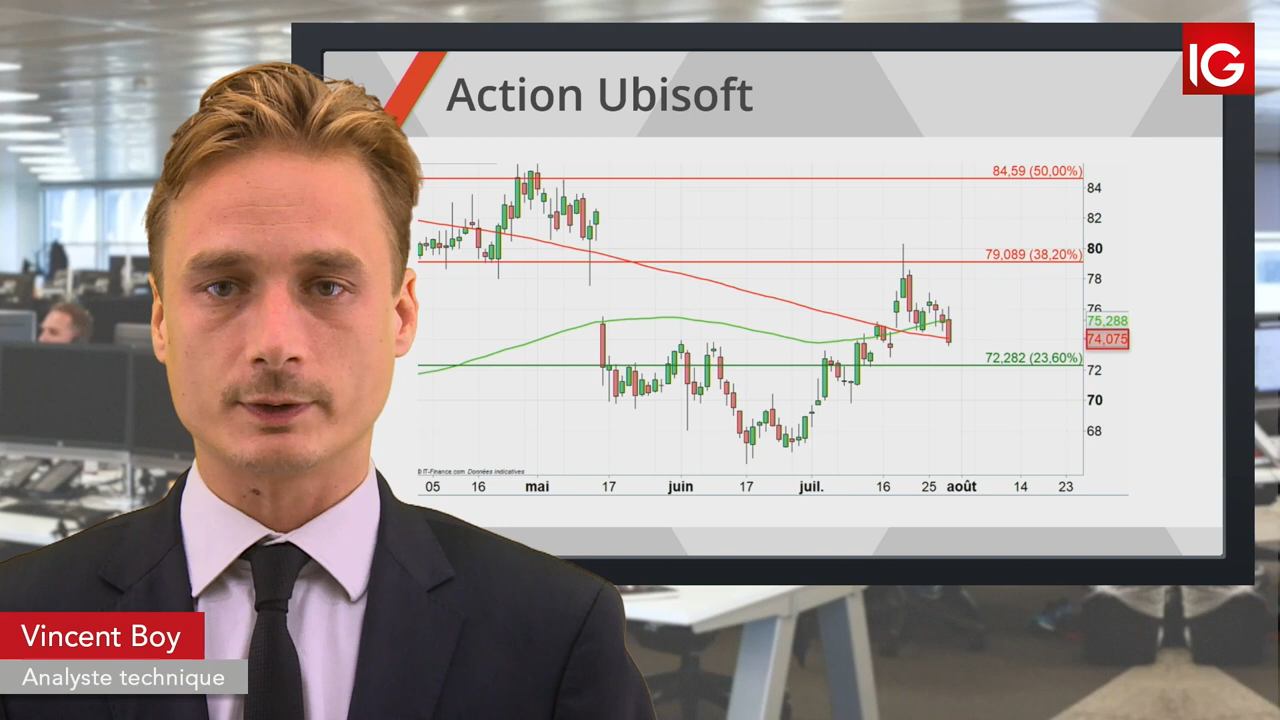 IG
Action Ubisoft
84,59 (50,00%)
84
82
80
79,089 (38,20%)
78
76
75,288
74,075
72,282 (23,60%)
72
70
68
© IT-Finance.com Données indicatives
05 16 mai 17 juin 17 juil. 16 25 août 14 23
Vincent Boy
Analyste technique